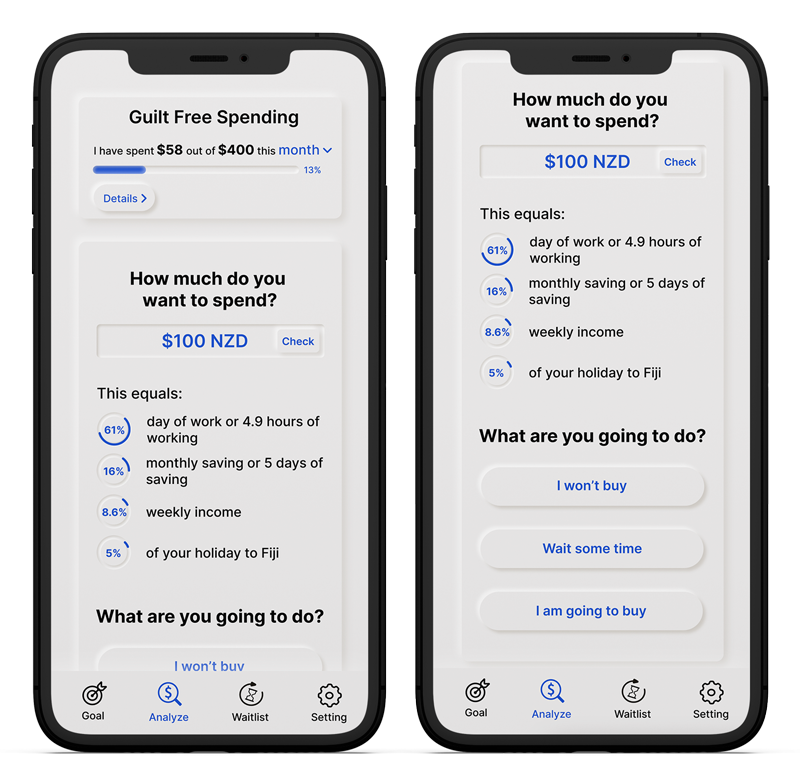 Guilt Free Spending
I have spent $58 out of $400 this month
13%
Details
How much do you
want to spend?
$100 NZD Check
This equals:
61% day of work or 4.9 hours of
working
16% monthly saving or 5 days of
saving
8.6% weekly income
5% of your holiday to Fiji
What are you going to do?
I won't buy
Goal Analyze Waitlist Setting
How much do you
want to spend?
$100 NZD Check
This equals:
61% day of work or 4.9 hours of
working
16% monthly saving or 5 days of
saving
8.6% weekly income
5% of your holiday to Fiji
What are you going to do?
I won't buy
Wait some time
I am going to buy
Goal Analyze Waitlist Setting